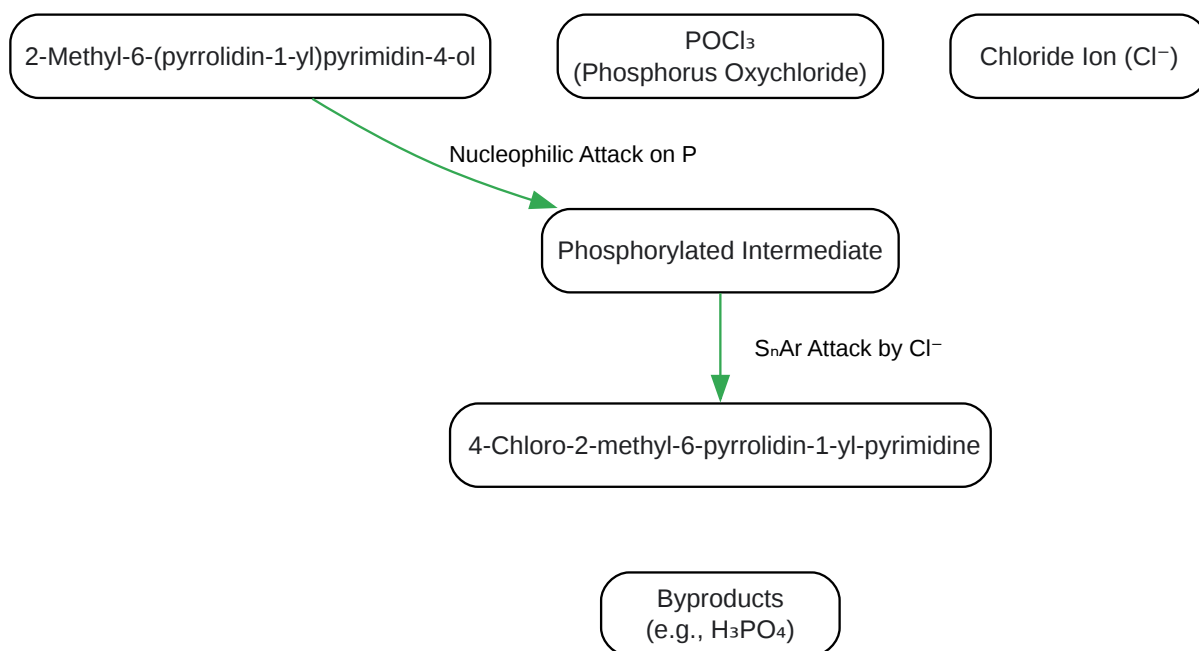 2-Methyl-6-(pyrrolidin-1-yl)pyrimidin-4-ol
POCl₃
(Phosphorus Oxychloride)
Chloride Ion (Cl⁻)
Nucleophilic Attack on P
Phosphorylated Intermediate
SₙAr Attack by Cl⁻
4-Chloro-2-methyl-6-pyrrolidin-1-yl-pyrimidine
Byproducts
(e.g., H₃PO₄)